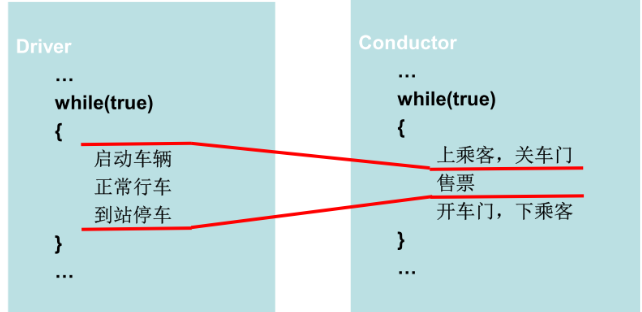 Driver
…
while(true)
{
启动车辆
正常行车
到站停车
}
…
Conductor
…
while(true)
{
上乘客，关车门
售票
开车门，下乘客
}
…